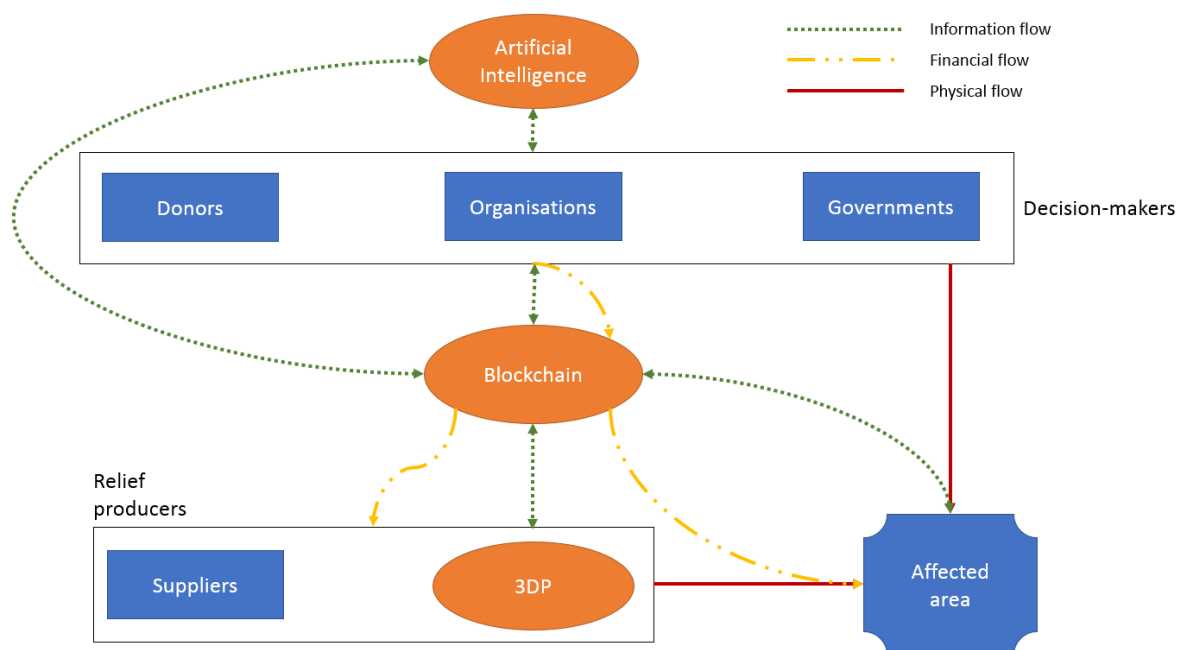 Artificial
Intelligence
Information flow
Financial flow
Physical flow
Donors
Organisations
Governments
Decision-makers
Blockchain
Relief
producers
Suppliers
3DP
Affected
area